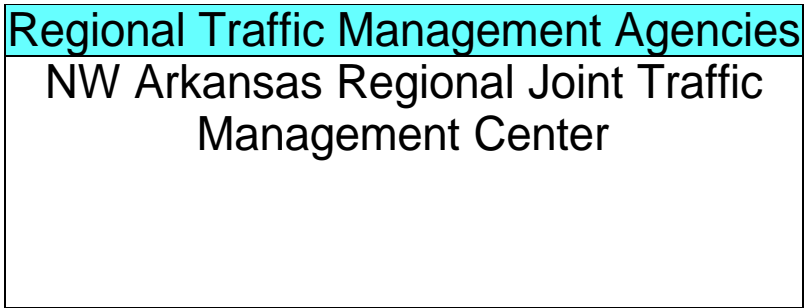 Regional Traffic Management Agencies
NW Arkansas Regional Joint Traffic
Management Center